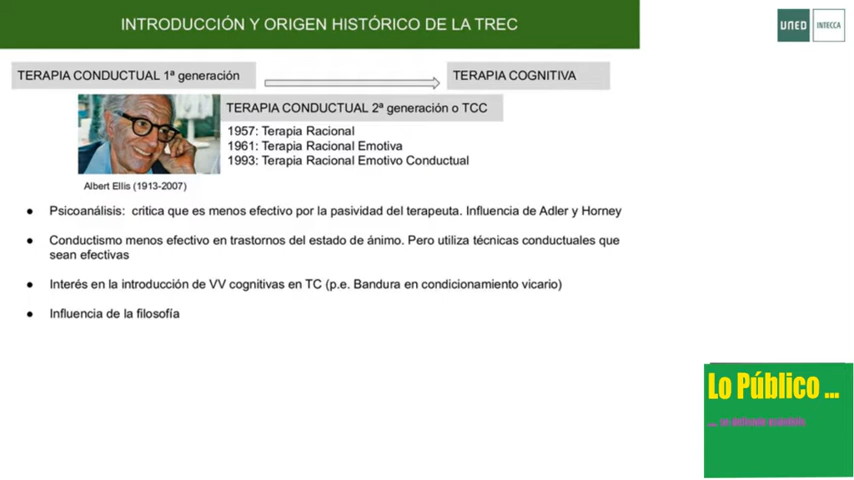 INTRODUCCIÓN Y ORIGEN HISTÓRICO DE LA TREC
UNED
INTECCA
TERAPIA CONDUCTUAL 1ª generación
TERAPIA COGNITIVA
TERAPIA CONDUCTUAL 2ª generación o TCC
1957: Terapia Racional
1961: Terapia Racional Emotiva
1993: Terapia Racional Emotivo Conductual
Albert Ellis (1913-2007)
● Psicoanálisis: critica que es menos efectivo por la pasividad del terapeuta. Influencia de Adler y Horney
● Conductismo menos efectivo en trastornos del estado de ánimo. Pero utiliza técnicas conductuales que
sean efectivas
● Interés en la introducción de VV cognitivas en TC (p.e. Bandura en condicionamiento vicario)
● Influencia de la filosofía
Lo Público ...
.... se defiende